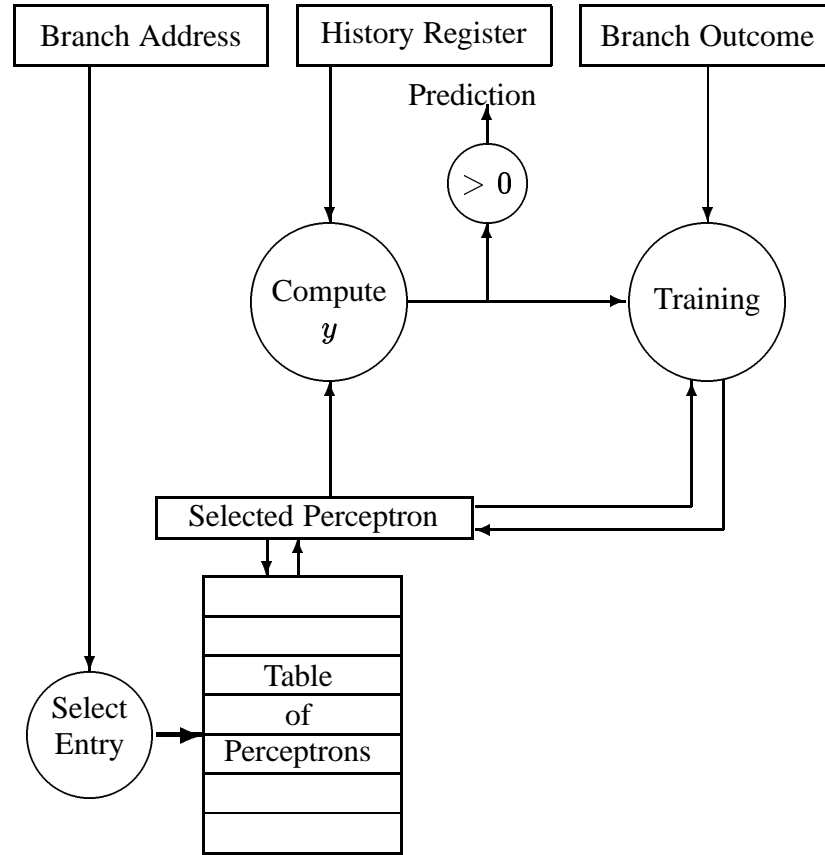 Branch Address
History Register
Branch Outcome
Prediction
> 0
Compute
y
Training
Selected Perceptron
Table
of
Perceptrons
Select
Entry